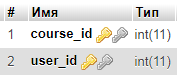 # Имя Тип
1 course_id int(11)
2 user_id int(11)